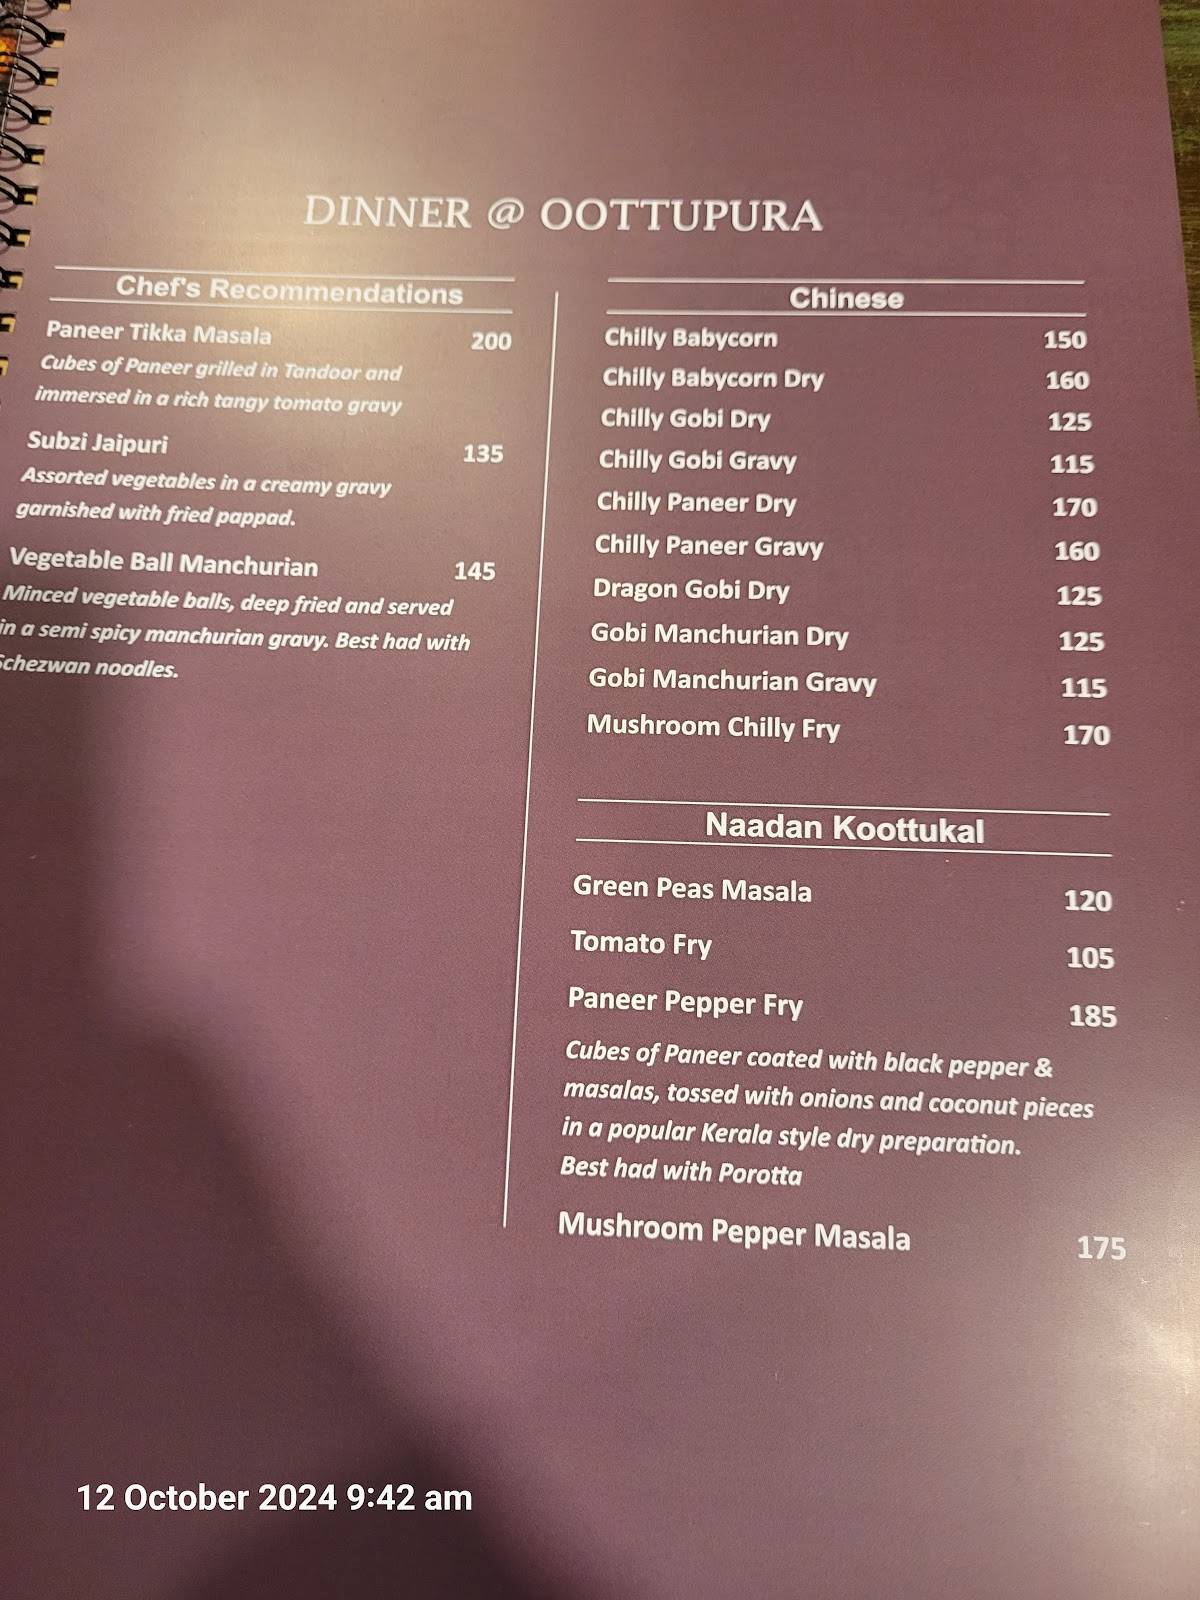 DINNER @ OOTTUPURA
Chef's Recommendations
Paneer Tikka Masala 200
Cubes of Paneer grilled in Tandoor and
immersed in a rich tangy tomato gravy
Subzi Jaipuri 135
Assorted vegetables in a creamy gravy
garnished with fried pappad.
Vegetable Ball Manchurian 145
Minced vegetable balls, deep fried and served
in a semi spicy manchurian gravy. Best had with
Schezwan noodles.
Chinese
Chilly Babycorn 150
Chilly Babycorn Dry 160
Chilly Gobi Dry 125
Chilly Gobi Gravy 115
Chilly Paneer Dry 170
Chilly Paneer Gravy 160
Dragon Gobi Dry 125
Gobi Manchurian Dry 125
Gobi Manchurian Gravy 115
Mushroom Chilly Fry 170
Naadan Koottukal
Green Peas Masala 120
Tomato Fry 105
Paneer Pepper Fry 185
Cubes of Paneer coated with black pepper &
masalas, tossed with onions and coconut pieces
in a popular Kerala style dry preparation.
Best had with Porotta
Mushroom Pepper Masala 175
12 October 2024 9:42 am